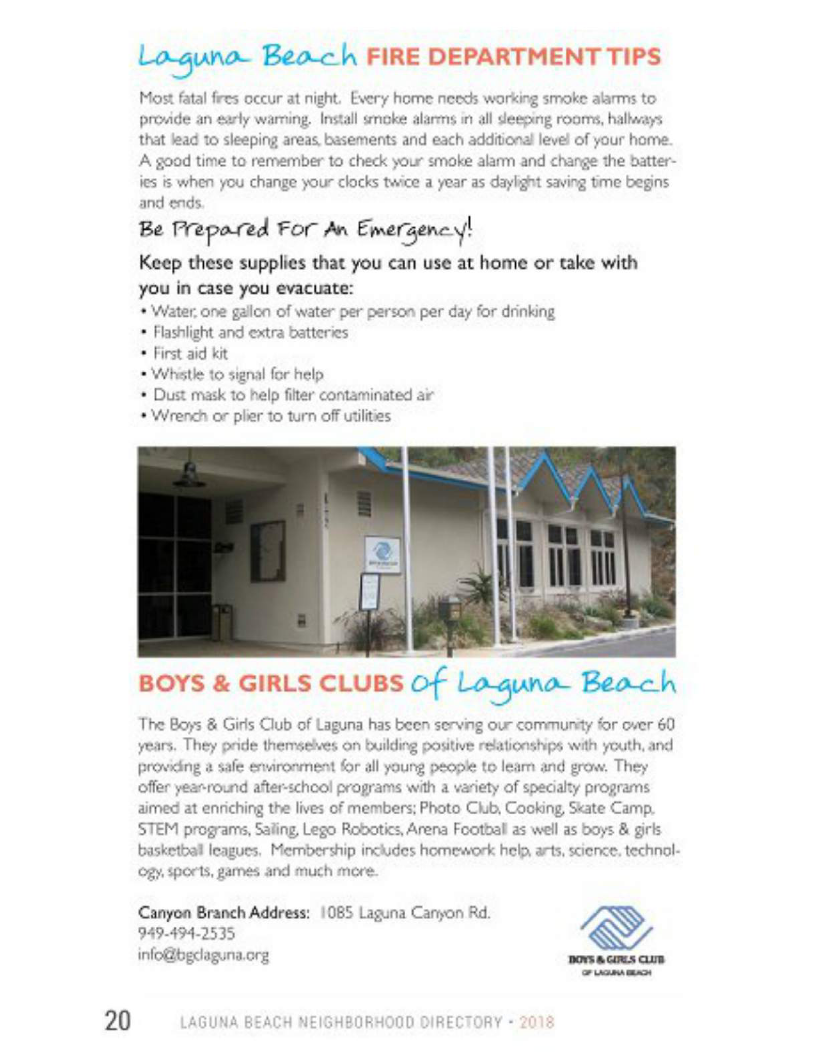 Laguna Beach FIRE DEPARTMENT TIPS
Most fatal fires occur at night. Every home needs working smoke alarms to
provide an early warning. Install smoke alarms in all sleeping rooms, hallways
that lead to sleeping areas, basements and each additional level of your home.
A good time to remember to check your smoke alarm and change the batter-
ies is when you change your clocks twice a year as daylight saving time begins
and ends.
Be Prepared For An Emergency!
Keep these supplies that you can use at home or take with
you in case you evacuate:
• Water, one gallon of water per person per day for drinking
• Flashlight and extra batteries
• First aid kit
• Whistle to signal for help
• Dust mask to help filter contaminated air
• Wrench or plier to turn off utilities
BOYS & GIRLS CLUBS of Laguna Beach
The Boys & Girls Club of Laguna has been serving our community for over 60
years. They pride themselves on building positive relationships with youth, and
providing a safe environment for all young people to learn and grow. They
offer year-round after-school programs with a variety of specialty programs
aimed at enriching the lives of members; Photo Club, Cooking, Skate Camp,
STEM programs, Sailing, Lego Robotics, Arena Football as well as boys & girls
basketball leagues. Membership includes homework help, arts, science, technol-
ogy, sports, games and much more.
Canyon Branch Address: 1085 Laguna Canyon Rd.
949-494-2535
info@bgclaguna.org
BOYS & GIRLS CLUB
OF LAGUNA BEACH
20 LAGUNA BEACH NEIGHBORHOOD DIRECTORY • 2018